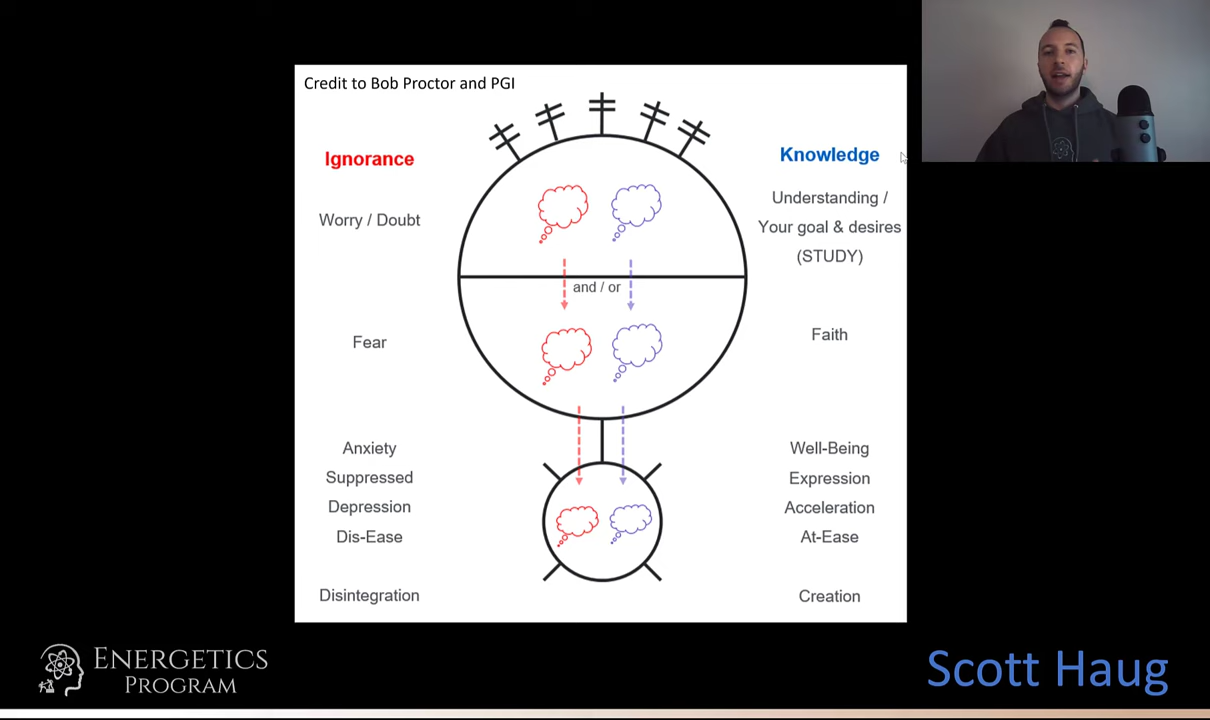 Credit to Bob Proctor and PGI
Ignorance
Worry / Doubt
Fear
Anxiety
Suppressed
Depression
Dis-Ease
Disintegration
and / or
Knowledge
Understanding /
Your goal & desires
(STUDY)
Faith
Well-Being
Expression
Acceleration
At-Ease
Creation
ENERGETICS
PROGRAM
Scott Haug